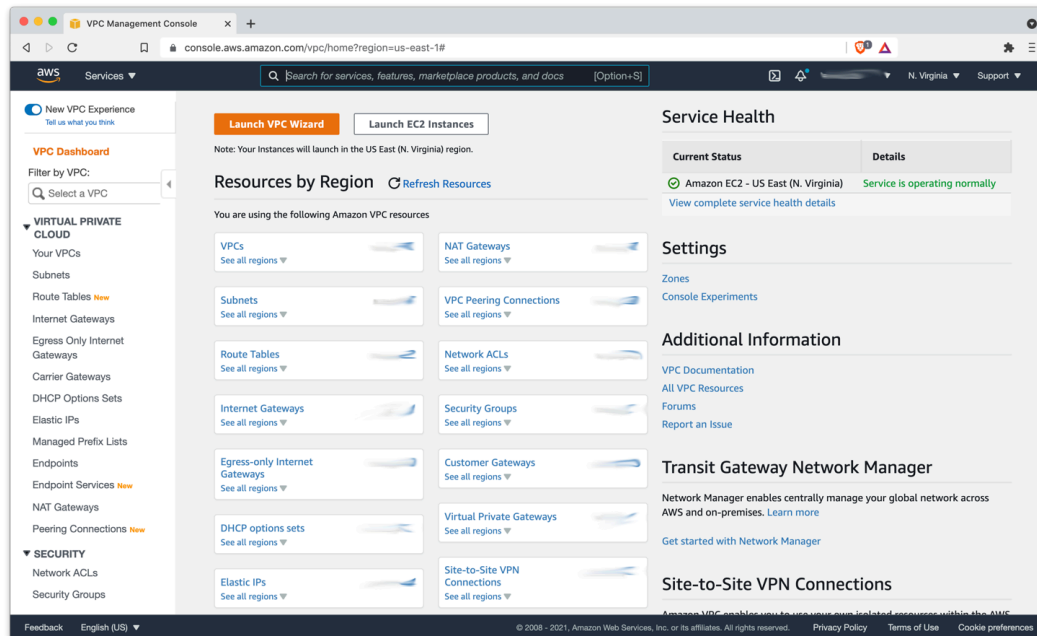 VPC Management Console
console.aws.amazon.com/vpc/home?region=us-east-1#
aws
Services
Search for services, features, marketplace products, and docs [Option+S]
N. Virginia
Support
New VPC Experience
Tell us what you think
VPC Dashboard
Filter by VPC:
Select a VPC
VIRTUAL PRIVATE
CLOUD
Your VPCs
Subnets
Route Tables New
Internet Gateways
Egress Only Internet
Gateways
Carrier Gateways
DHCP Options Sets
Elastic IPs
Managed Prefix Lists
Endpoints
Endpoint Services New
NAT Gateways
Peering Connections New
SECURITY
Network ACLs
Security Groups
Launch VPC Wizard
Launch EC2 Instances
Note: Your Instances will launch in the US East (N. Virginia) region.
Resources by Region
Refresh Resources
You are using the following Amazon VPC resources
VPCs
See all regions
NAT Gateways
See all regions
Subnets
See all regions
VPC Peering Connections
See all regions
Route Tables
See all regions
Network ACLs
See all regions
Internet Gateways
See all regions
Security Groups
See all regions
Egress-only Internet
Gateways
See all regions
Customer Gateways
See all regions
DHCP options sets
See all regions
Virtual Private Gateways
See all regions
Elastic IPs
See all regions
Site-to-Site VPN
Connections
See all regions
Service Health
Current Status
Details
Amazon EC2 - US East (N. Virginia)
Service is operating normally
View complete service health details
Settings
Zones
Console Experiments
Additional Information
VPC Documentation
All VPC Resources
Forums
Report an Issue
Transit Gateway Network Manager
Network Manager enables centrally manage your global network across
AWS and on-premises. Learn more
Get started with Network Manager
Site-to-Site VPN Connections
Amazon VPC enables you to use your own isolated resources within the AWS
Feedback
English (US)
© 2008 - 2021, Amazon Web Services, Inc. or its affiliates. All rights reserved.
Privacy Policy
Terms of Use
Cookie preferences